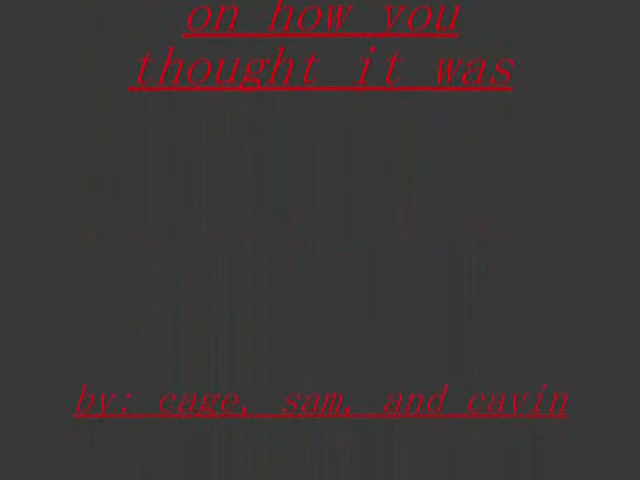 on how you
thought it was
by: cage, sam, and cavin